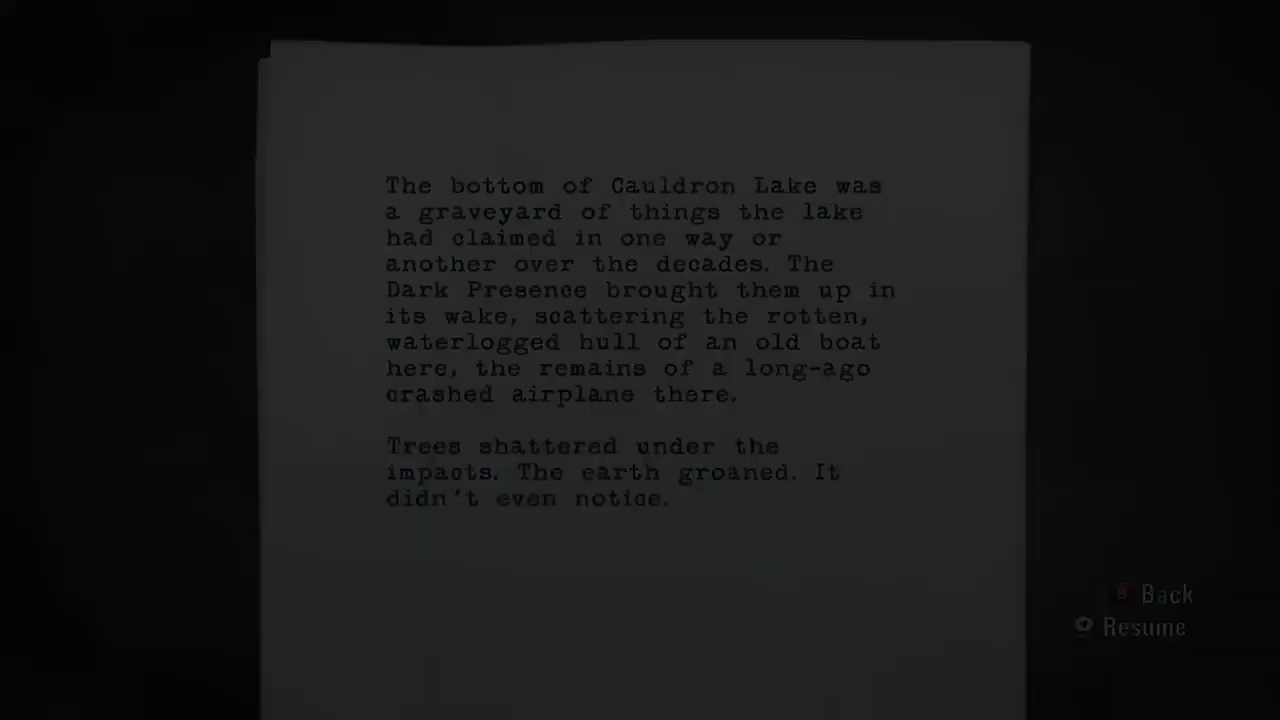 The bottom of Cauldron Lake was
a graveyard of things the lake
had claimed in one way or
another over the decades. The
Dark Presence brought them up in
its wake, scattering the rotten,
waterlogged hull of an old boat
here, the remains of a long-ago
crashed airplane there.
Trees shattered under the
impacts. The earth groaned. It
didn't even notice.
B Back
Resume